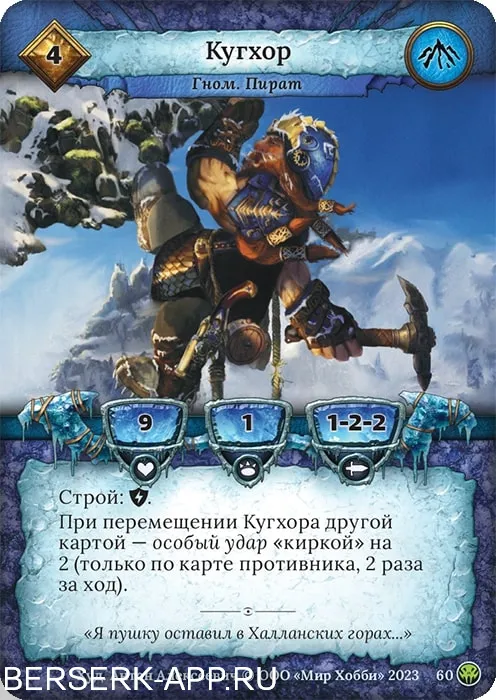 4
Кугхор
Гном. Пират
9
1
1-2-2
Строй: .
При перемещении Кугхора другой
картой — особый удар «киркой» на
2 (только по карте противника, 2 раза
за ход).
«Я пушку оставил в Халланских горах...»
© ООО «Мир Хобби» 2023
60
BERSERK-APP.RU